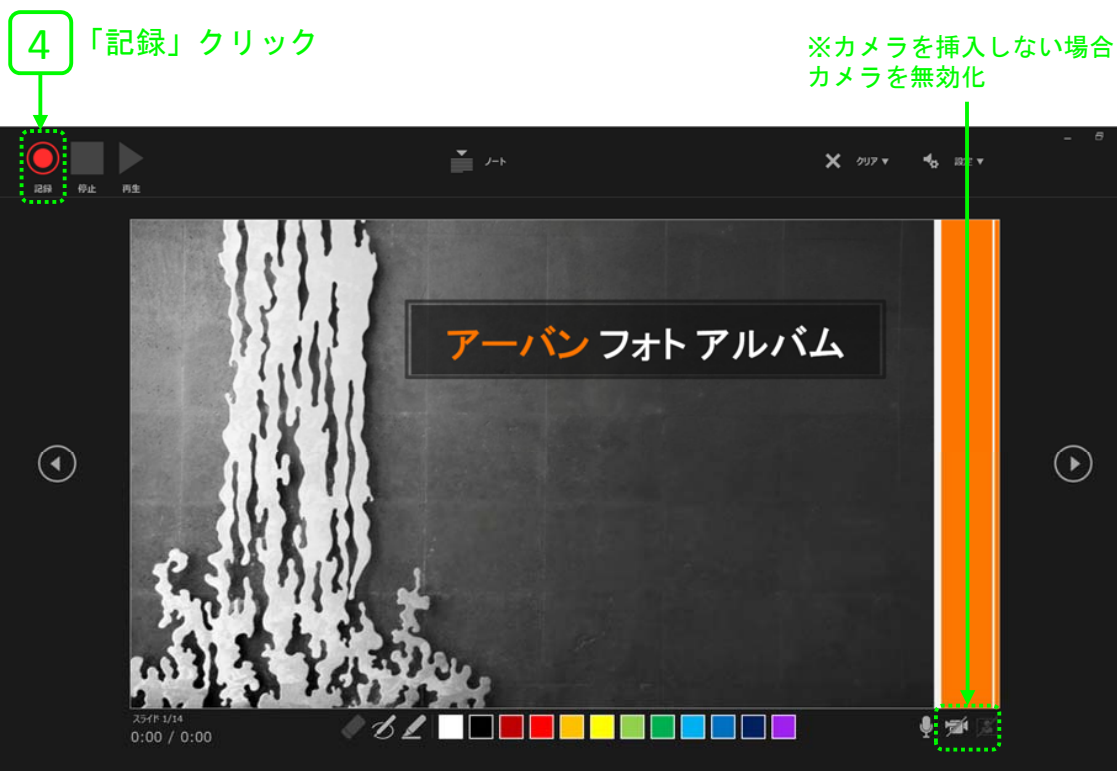 4 「記録」クリック
※カメラを挿入しない場合
カメラを無効化
記録 停止 再生
ノート
クリア ▼
設定 ▼
アーバン フォト アルバム
スライド 1/14
0:00 / 0:00